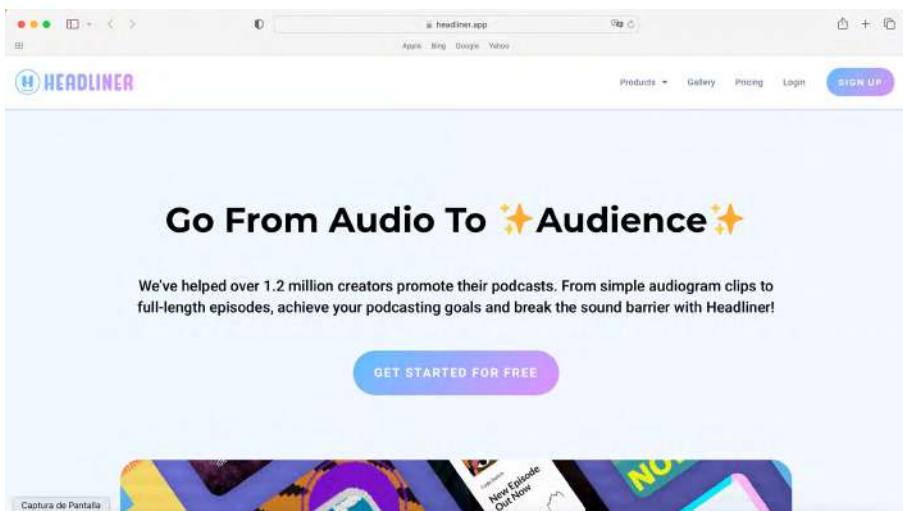 headliner.app
Apple Bing Google Yahoo
HEADLINER
Products Gallery Pricing Login SIGN UP
Go From Audio To ✨Audience✨
We've helped over 1.2 million creators promote their podcasts. From simple audiogram clips to
full-length episodes, achieve your podcasting goals and break the sound barrier with Headliner!
GET STARTED FOR FREE
New Episode
Out Now
Captura de Pantalla